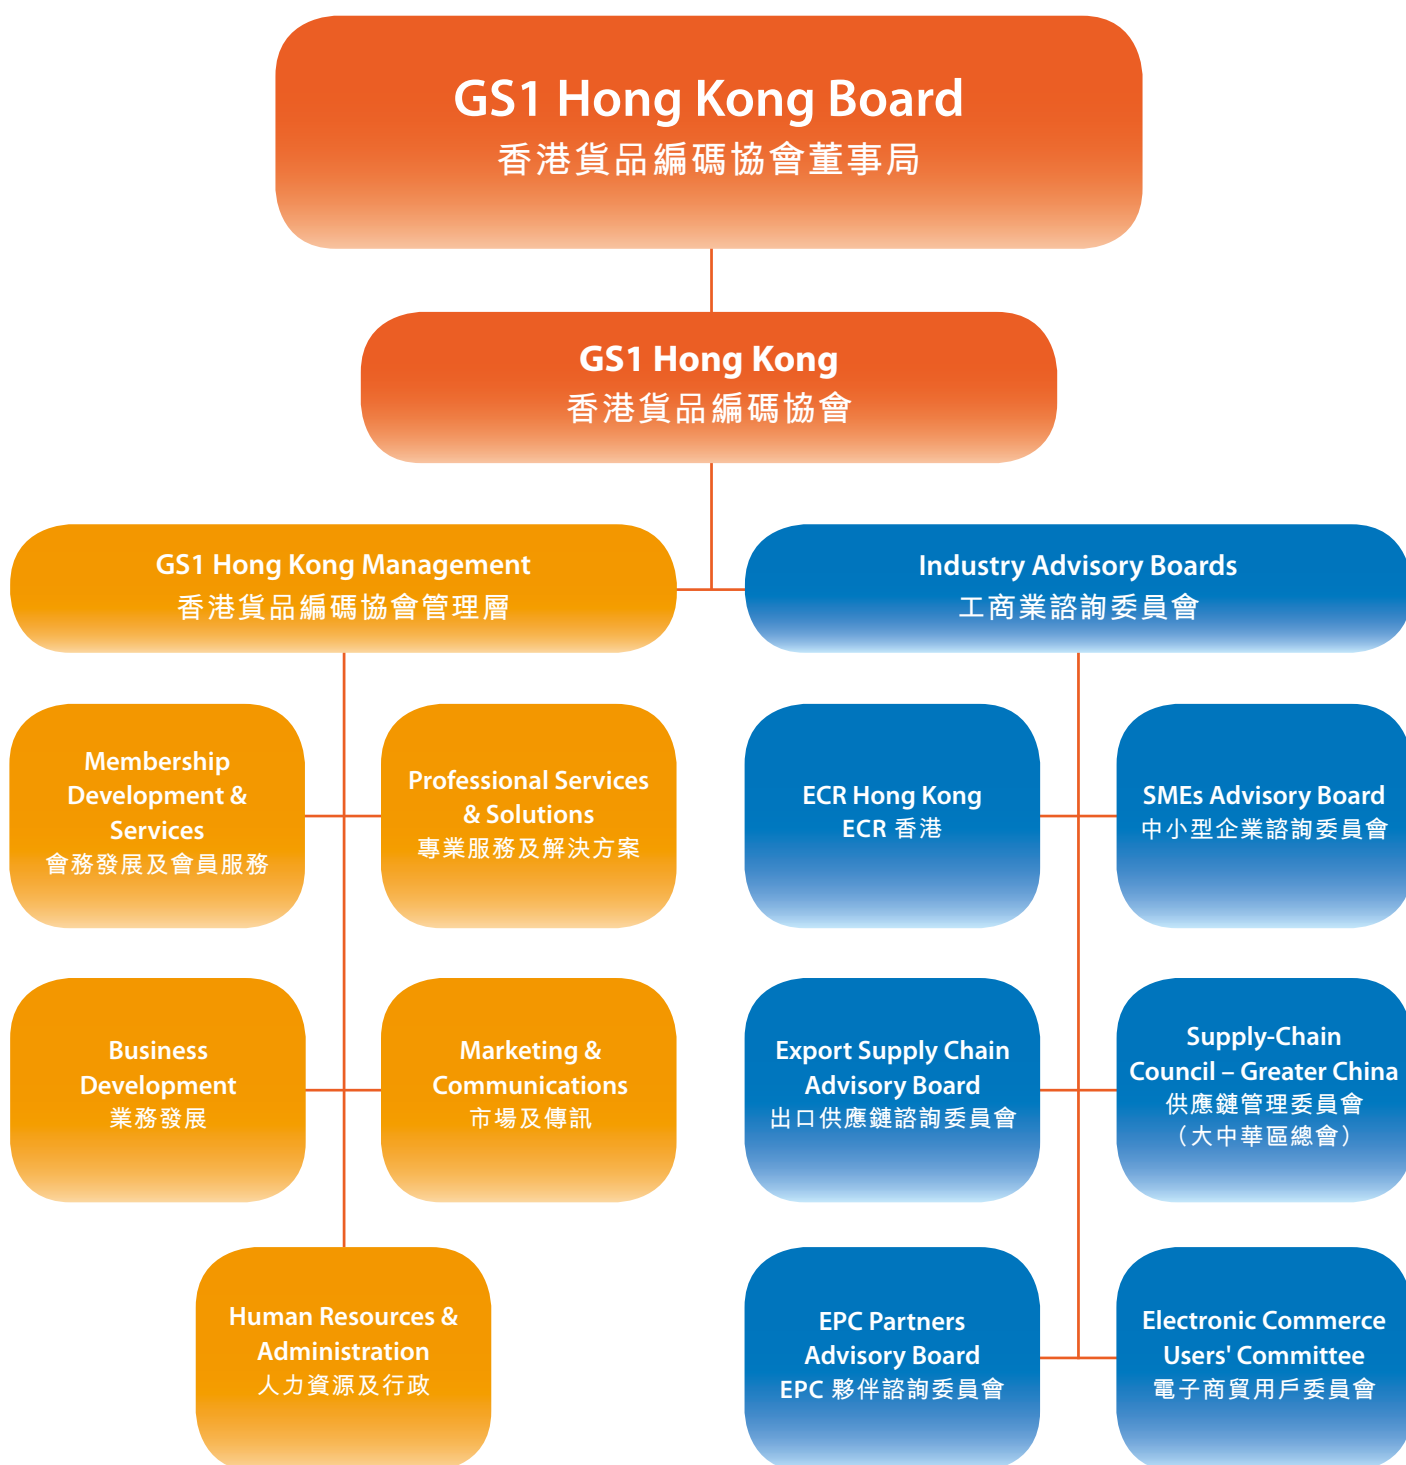 GS1 Hong Kong Board
香港貨品編碼協會董事局
GS1 Hong Kong
香港貨品編碼協會
GS1 Hong Kong Management
香港貨品編碼協會管理層
Industry Advisory Boards
工商業諮詢委員會
Membership
Development &
Services
會務發展及會員服務
Professional Services
& Solutions
專業服務及解決方案
ECR Hong Kong
ECR 香港
SMEs Advisory Board
中小型企業諮詢委員會
Business
Development
業務發展
Marketing &
Communications
市場及傳訊
Export Supply Chain
Advisory Board
出口供應鏈諮詢委員會
Supply-Chain
Council – Greater China
供應鏈管理委員會
（大中華區總會）
Human Resources &
Administration
人力資源及行政
EPC Partners
Advisory Board
EPC 夥伴諮詢委員會
Electronic Commerce
Users' Committee
電子商貿用戶委員會